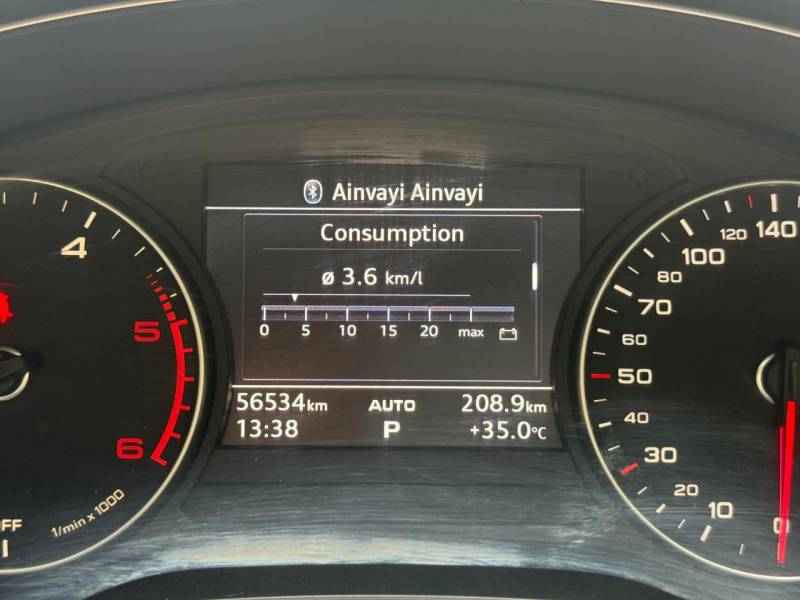 Ainvayi Ainvayi
Consumption
ø 3.6 km/l
0 5 10 15 20 max
56534km AUTO 208.9km
13:38 P +35.0°C
4
5
6
1/min x 1000
OFF
140
120
100
80
70
60
50
40
30
20
10
0